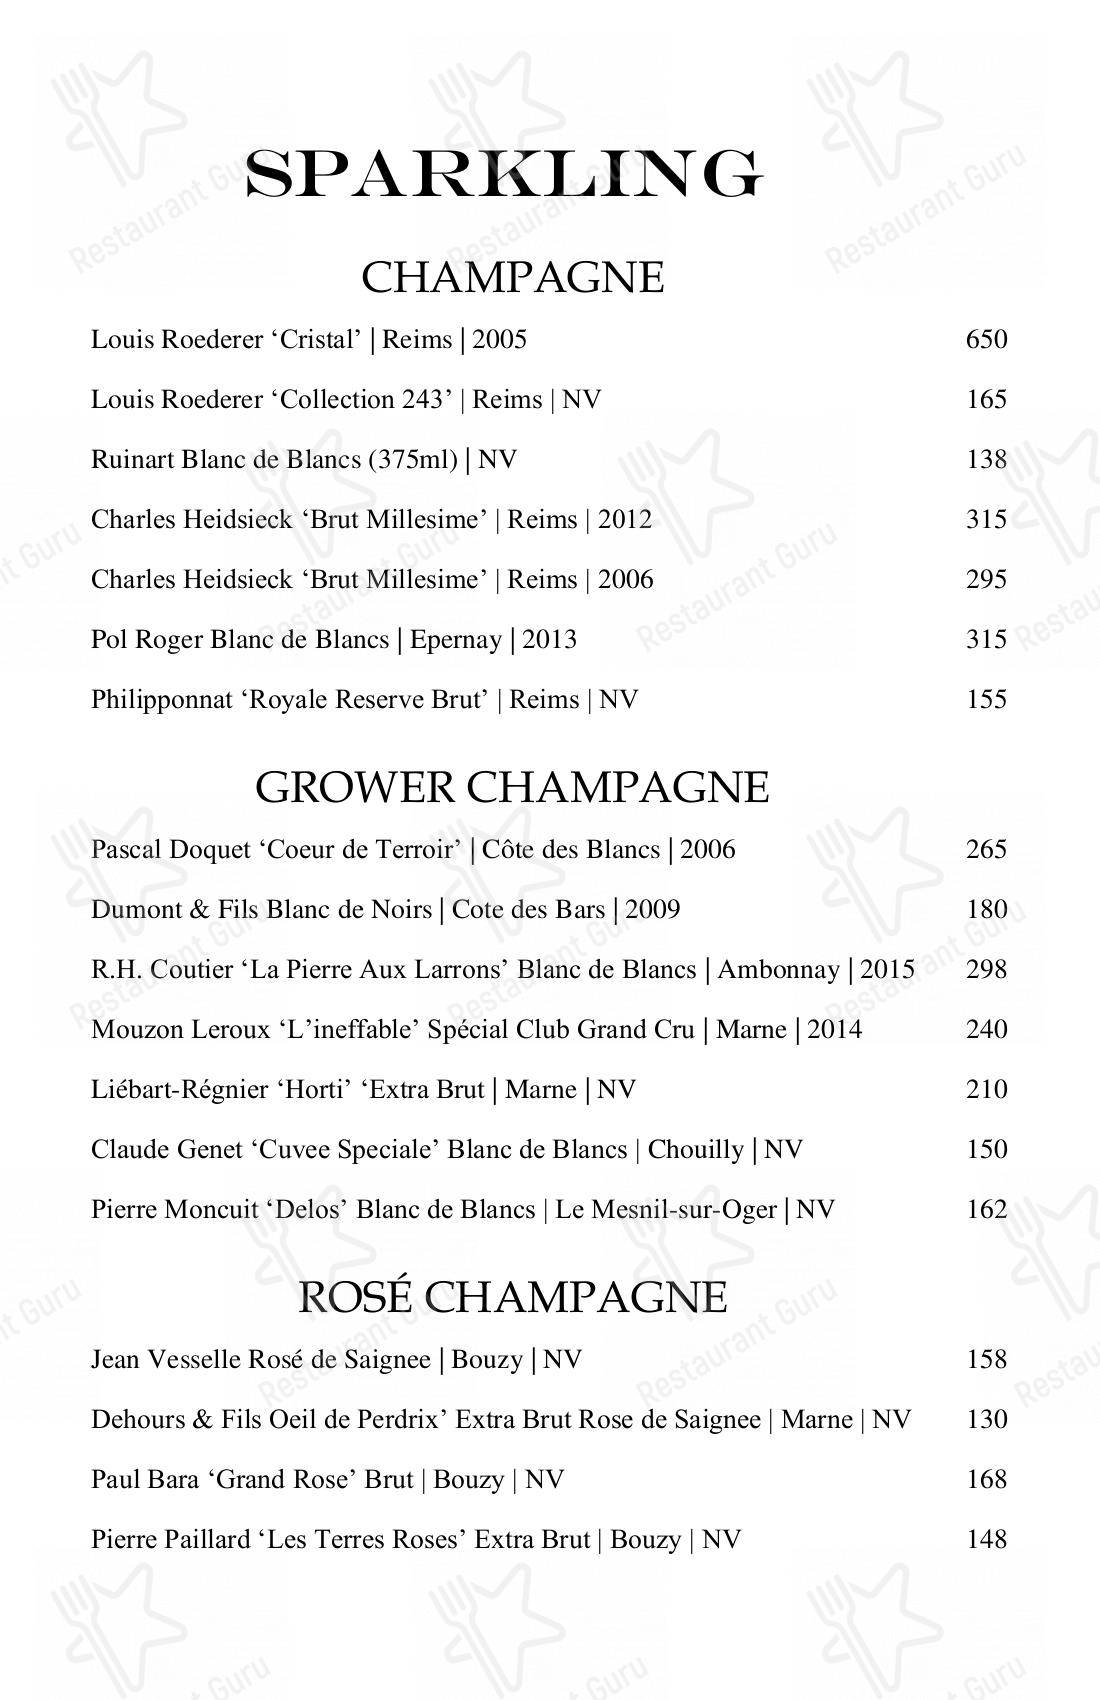 SPARKLING
CHAMPAGNE
Louis Roederer ‘Cristal’ | Reims | 2005 650
Louis Roederer ‘Collection 243’ | Reims | NV 165
Ruinart Blanc de Blancs (375ml) | NV 138
Charles Heidsieck ‘Brut Millesime’ | Reims | 2012 315
Charles Heidsieck ‘Brut Millesime’ | Reims | 2006 295
Pol Roger Blanc de Blancs | Epernay | 2013 315
Philipponnat ‘Royale Reserve Brut’ | Reims | NV 155
GROWER CHAMPAGNE
Pascal Doquet ‘Coeur de Terroir’ | Côte des Blancs | 2006 265
Dumont & Fils Blanc de Noirs | Cote des Bars | 2009 180
R.H. Coutier ‘La Pierre Aux Larrons’ Blanc de Blancs | Ambonnay | 2015 298
Mouzon Leroux ‘L’ineffable’ Spécial Club Grand Cru | Marne | 2014 240
Liébart-Régnier ‘Horti’ ‘Extra Brut | Marne | NV 210
Claude Genet ‘Cuvee Speciale’ Blanc de Blancs | Chouilly | NV 150
Pierre Moncuit ‘Delos’ Blanc de Blancs | Le Mesnil-sur-Oger | NV 162
ROSÉ CHAMPAGNE
Jean Vesselle Rosé de Saignee | Bouzy | NV 158
Dehours & Fils Oeil de Perdrix’ Extra Brut Rose de Saignee | Marne | NV 130
Paul Bara ‘Grand Rose’ Brut | Bouzy | NV 168
Pierre Paillard ‘Les Terres Roses’ Extra Brut | Bouzy | NV 148
Restaurant Guru